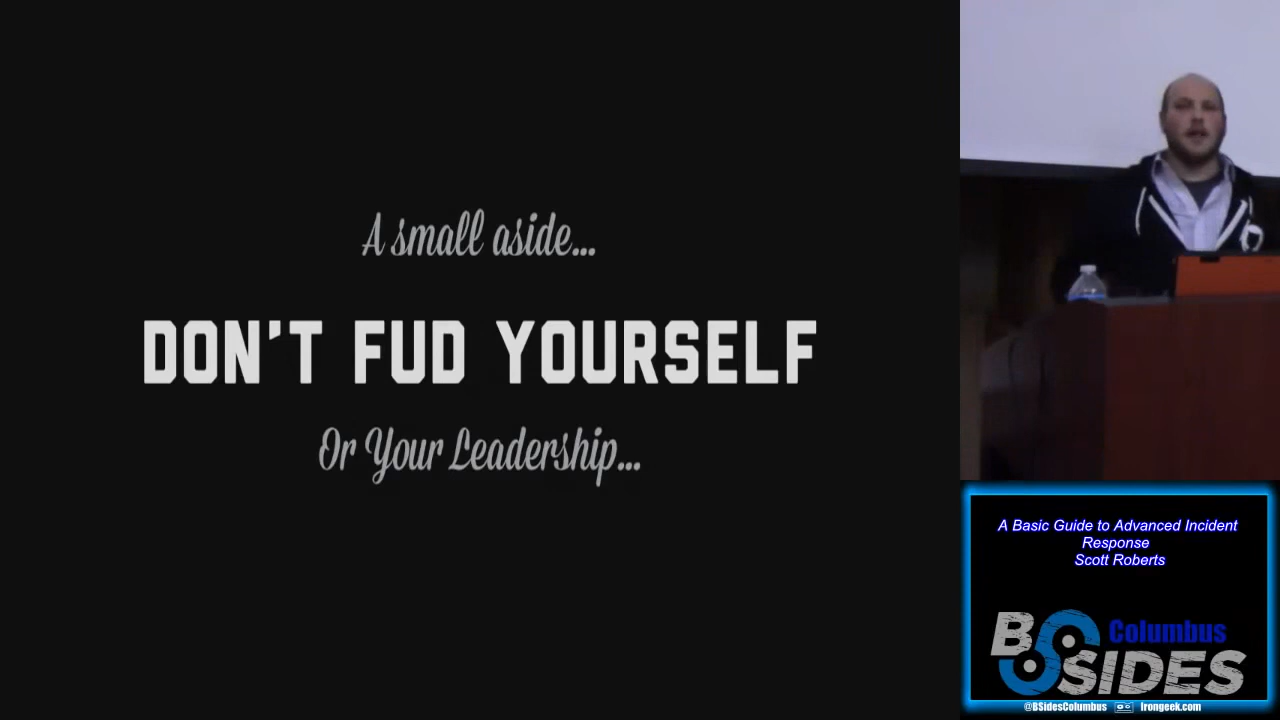 A small aside...
DON'T FUD YOURSELF
Or Your Leadership...
A Basic Guide to Advanced Incident
Response
Scott Roberts
BSIDES
Columbus
@BSidesColumbus Irongeek.com